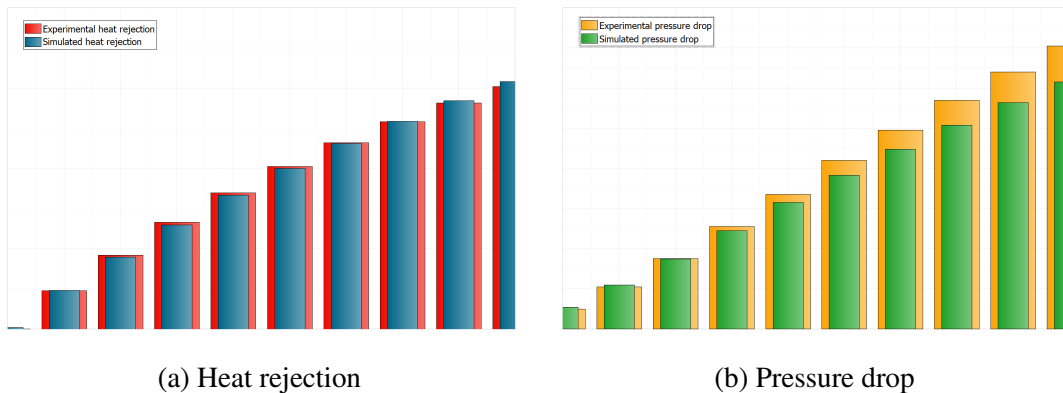 Experimental heat rejection
Simulated heat rejection
Experimental pressure drop
Simulated pressure drop
(a) Heat rejection
(b) Pressure drop